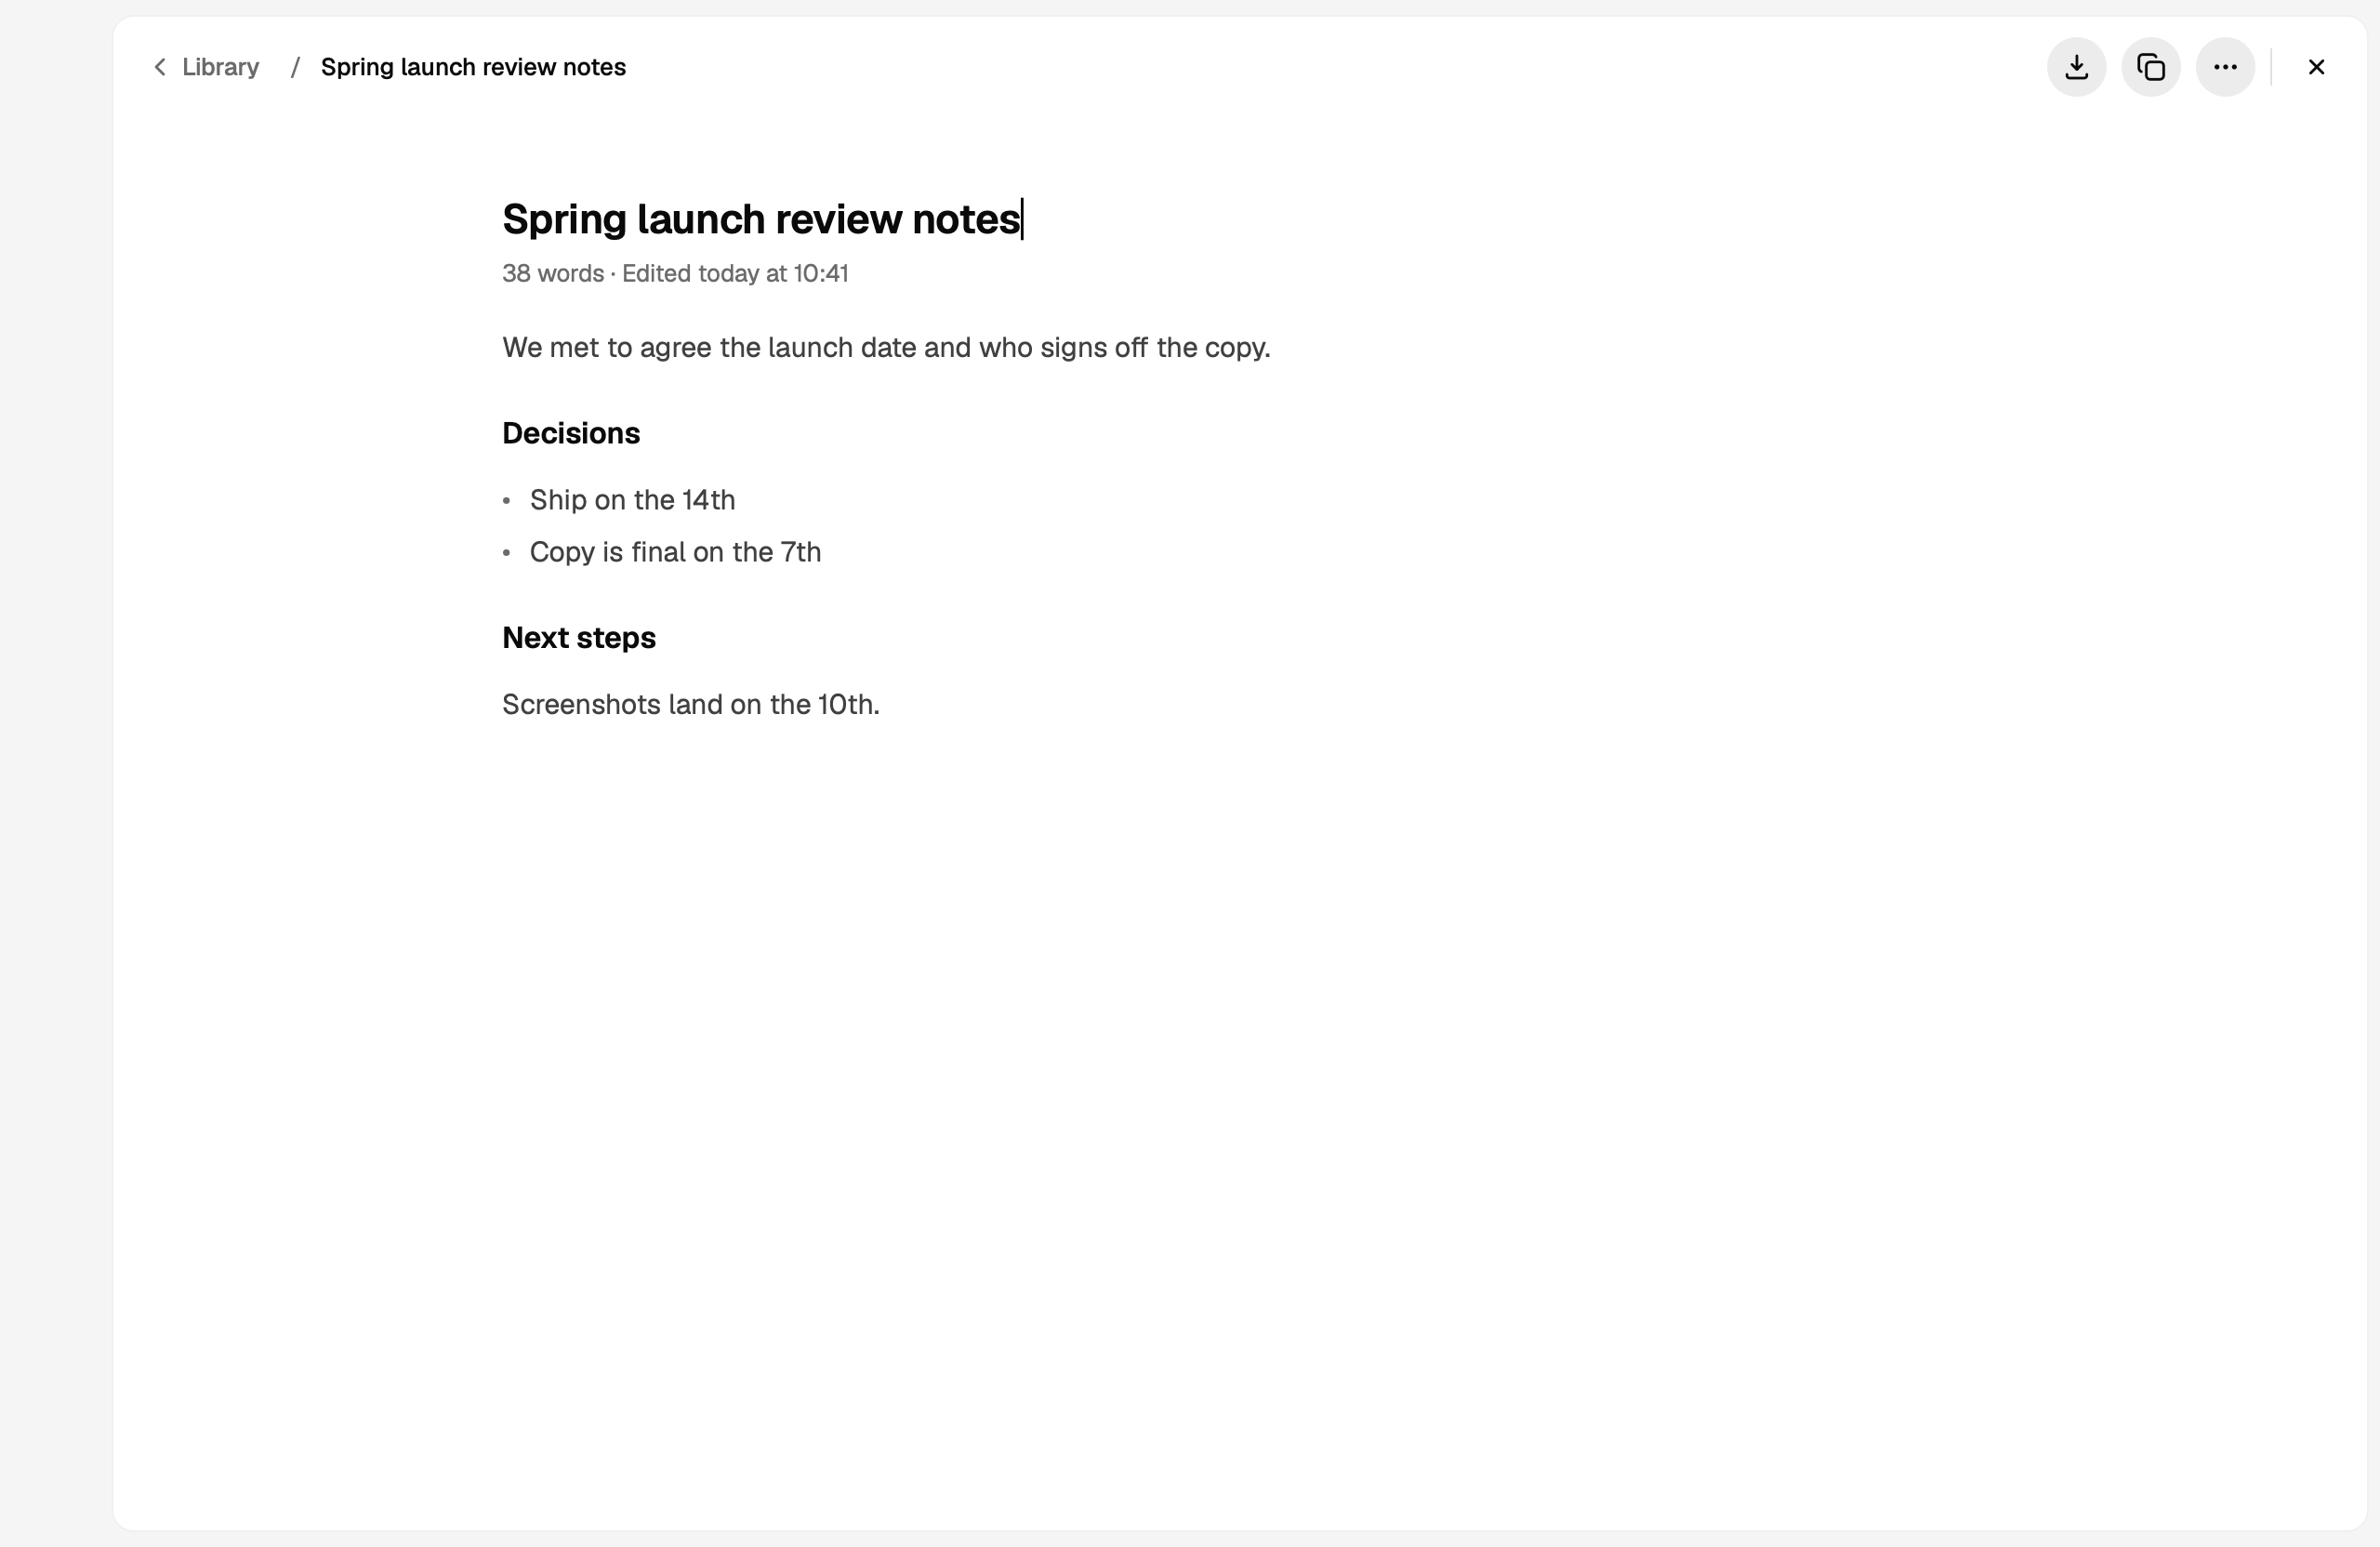 Library / Spring launch review notes
Spring launch review notes
38 words · Edited today at 10:41
We met to agree the launch date and who signs off the copy.
Decisions
• Ship on the 14th
• Copy is final on the 7th
Next steps
Screenshots land on the 10th.